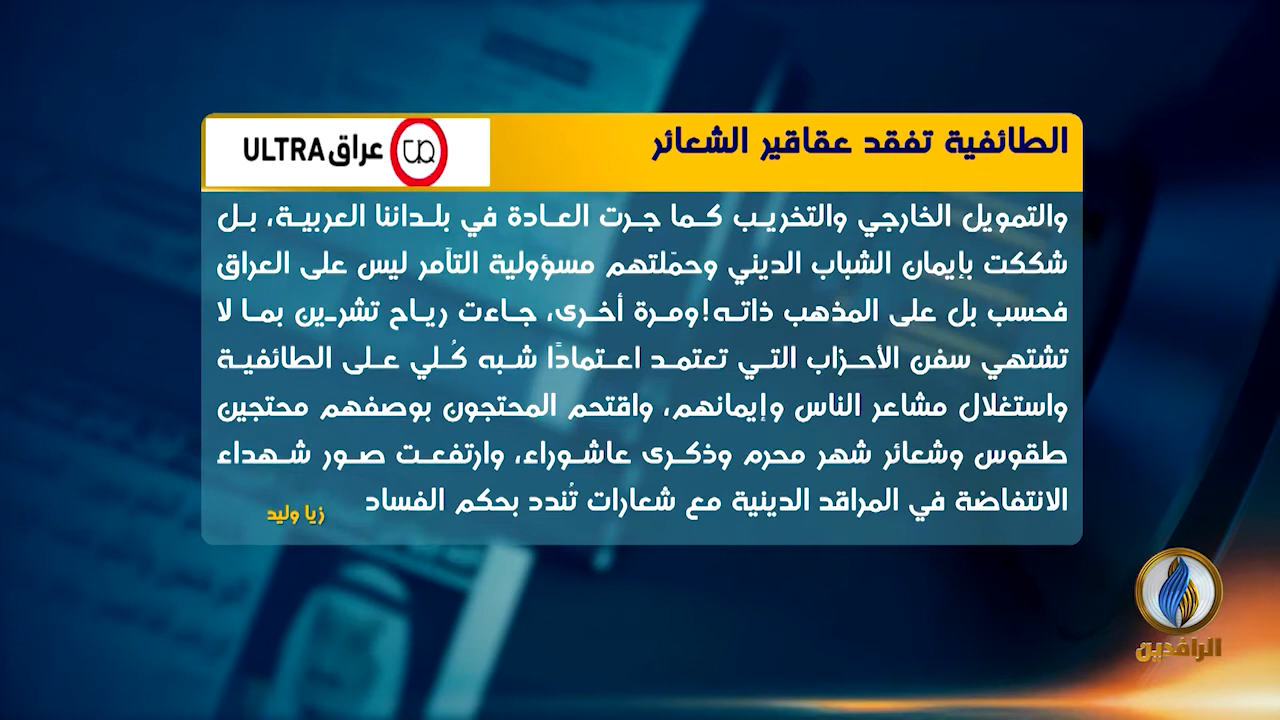 الطائفية تفقد عقاقير الشعائر
ULTRA عراق
والتمويل الخارجي والتخريب كما جرت العادة في بلداننا العربية، بل
شككت بإيمان الشباب الديني وحمّلتهم مسؤولية التآمر ليس على العراق
فحسب بل على المذهب ذاته!ومرة أخرى، جاءت رياح تشرين بما لا
تشتهي سفن الأحزاب التي تعتمد اعتمادًا شبه كُلي على الطائفية
واستغلال مشاعر الناس وإيمانهم، واقتحم المحتجون بوصفهم محتجين
طقوس وشعائر شهر محرم وذكرى عاشوراء، وارتفعت صور شهداء
الانتفاضة في المراقد الدينية مع شعارات تُندد بحكم الفساد
زيا وليد
الرافدين